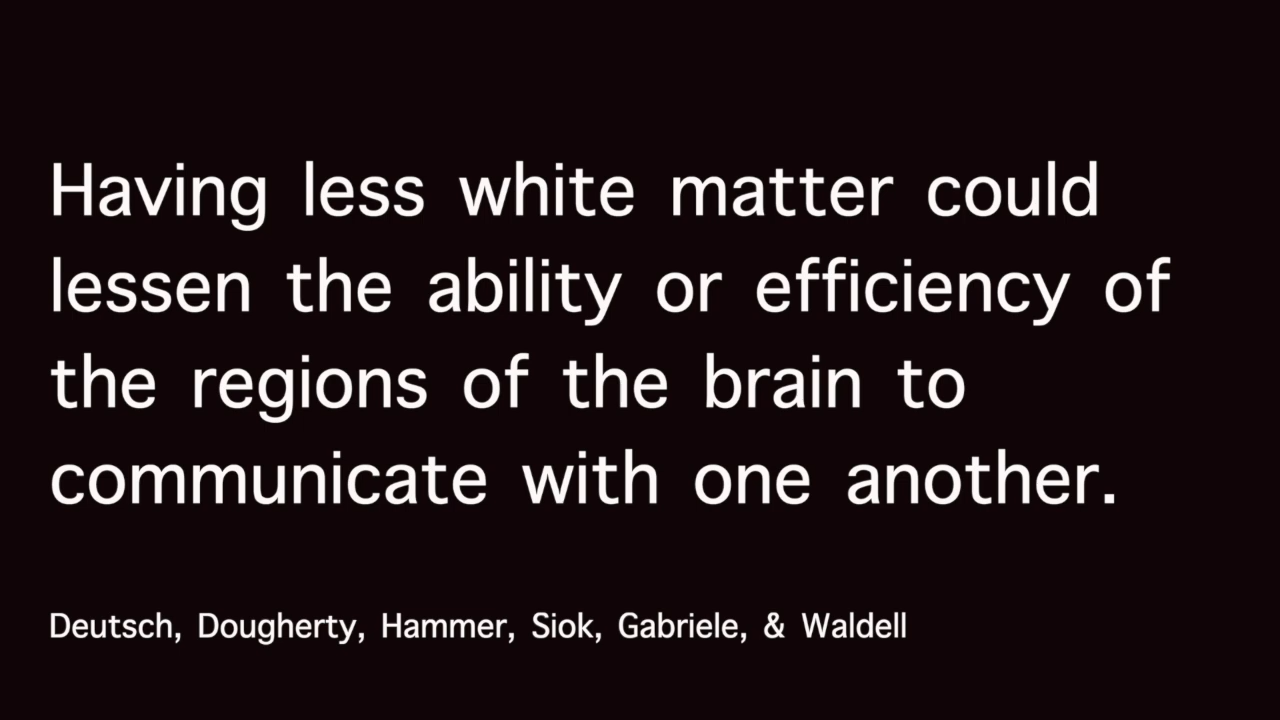 Having less white matter could
lessen the ability or efficiency of
the regions of the brain to
communicate with one another.
Deutsch, Dougherty, Hammer, Siok, Gabriele, & Waldell